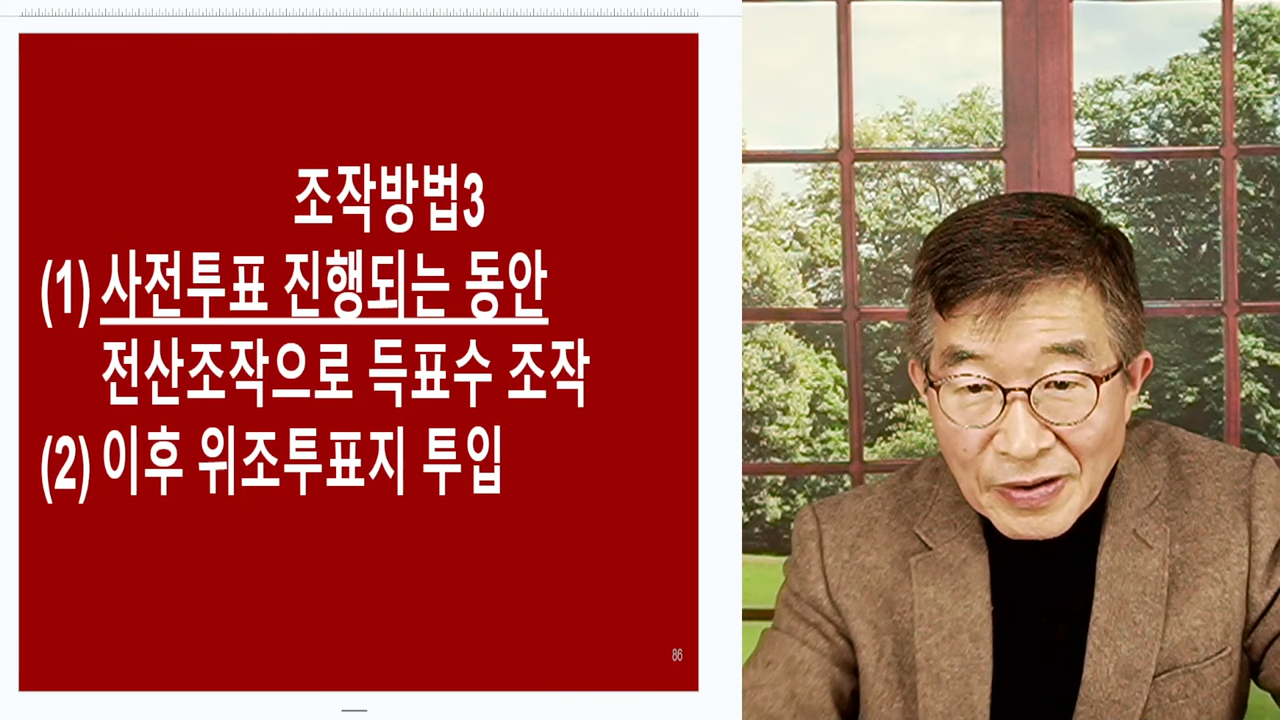 조작방법3
(1) 사전투표 진행되는 동안
전산조작으로 득표수 조작
(2) 이후 위조투표지 투입
86